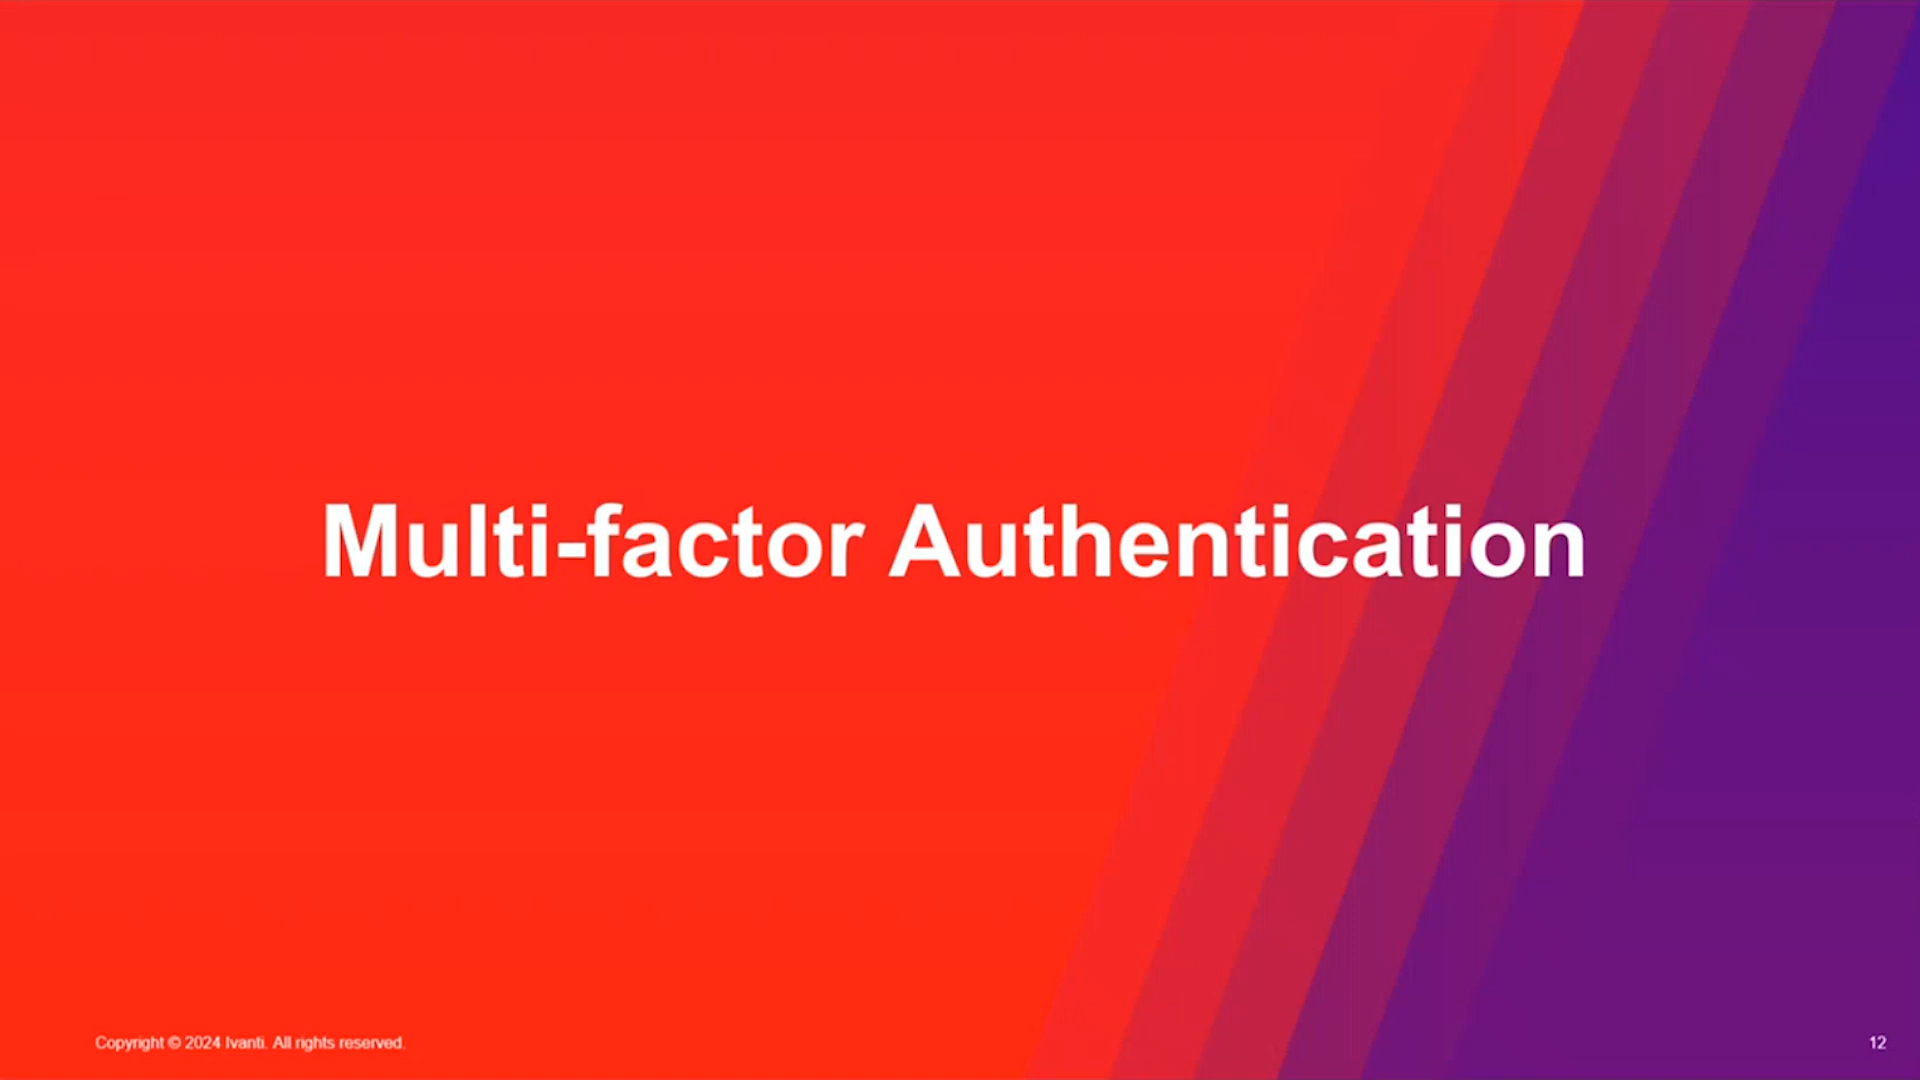 Multi-factor Authentication
Copyright © 2024 Ivanti. All rights reserved.
12